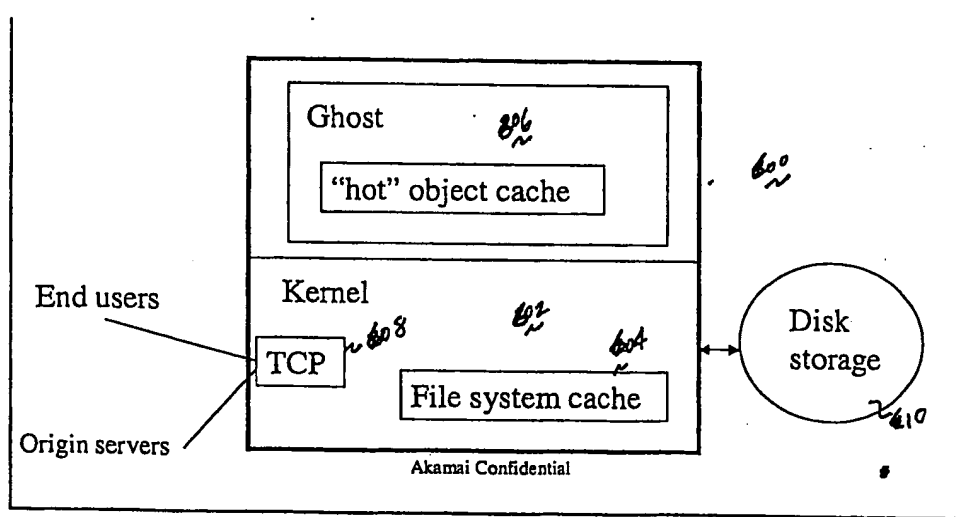 Ghost
806
"hot" object cache
600
End users
Kernel
602
608
604
TCP
File system cache
Disk
storage
610
Origin servers
Akamai Confidential